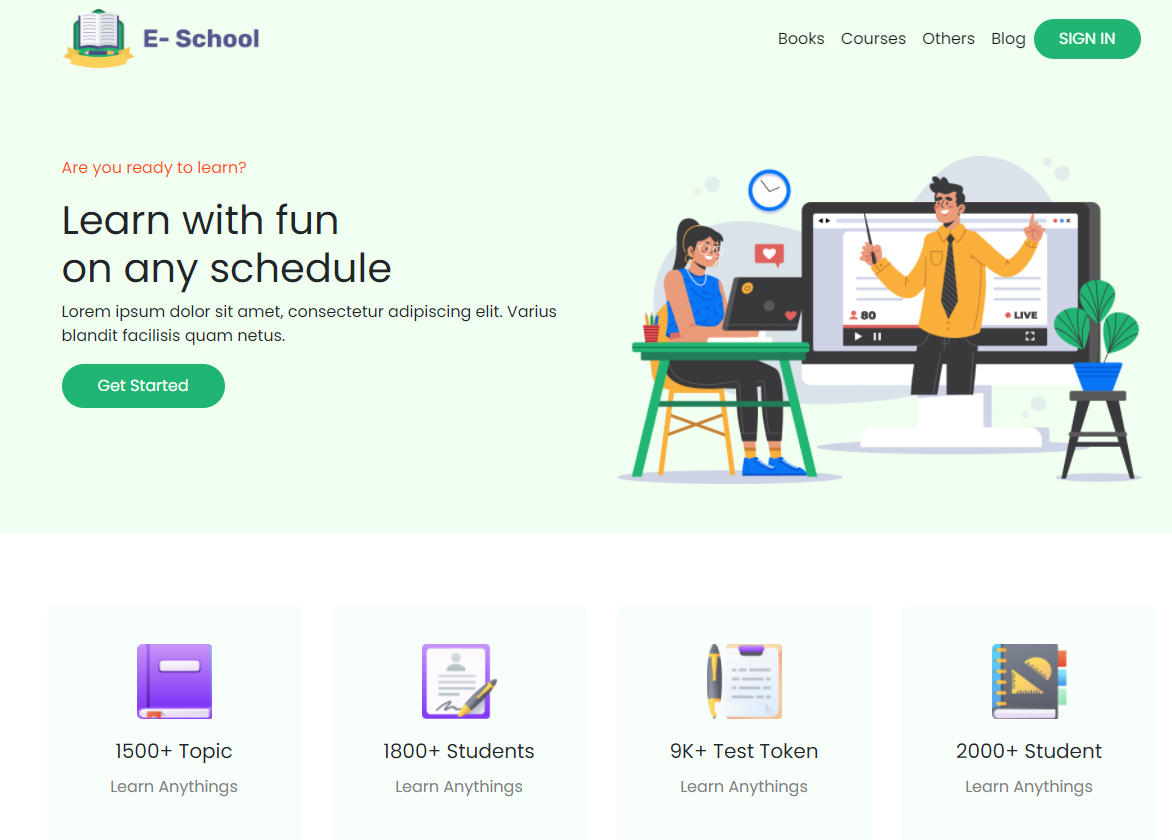 E- School
Books Courses Others Blog SIGN IN
Are you ready to learn?
Learn with fun
on any schedule
Lorem ipsum dolor sit amet, consectetur adipiscing elit. Varius
blandit facilisis quam netus.
Get Started
80
LIVE
1500+ Topic
Learn Anythings
1800+ Students
Learn Anythings
9K+ Test Token
Learn Anythings
2000+ Student
Learn Anythings